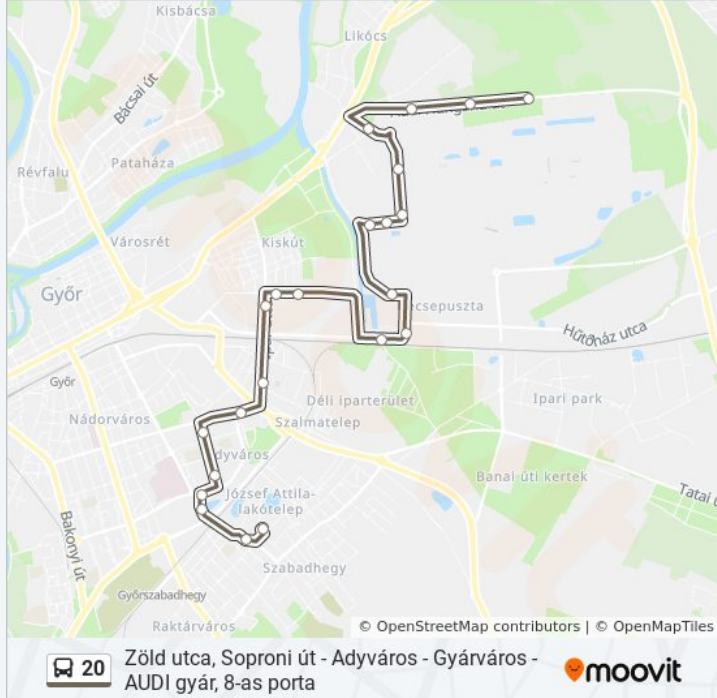 Kisbácsa
Likócs
Bácsai út
Pataháza
Révfalu
Városrét
Kiskút
Győr
écsepuszta
Hűtőház utca
Győr
Déli iparterület
Ipari park
Nádorváros
Szalmatelep
dyváros
Banai úti kertek
József Attila-
lakótelep
Tatai ú
Bakonyi út
Szabadhegy
Győrszabadhegy
Raktárváros
© OpenStreetMap contributors | © OpenMapTiles
20
Zöld utca, Soproni út - Adyváros - Gyárváros -
AUDI gyár, 8-as porta
moovit